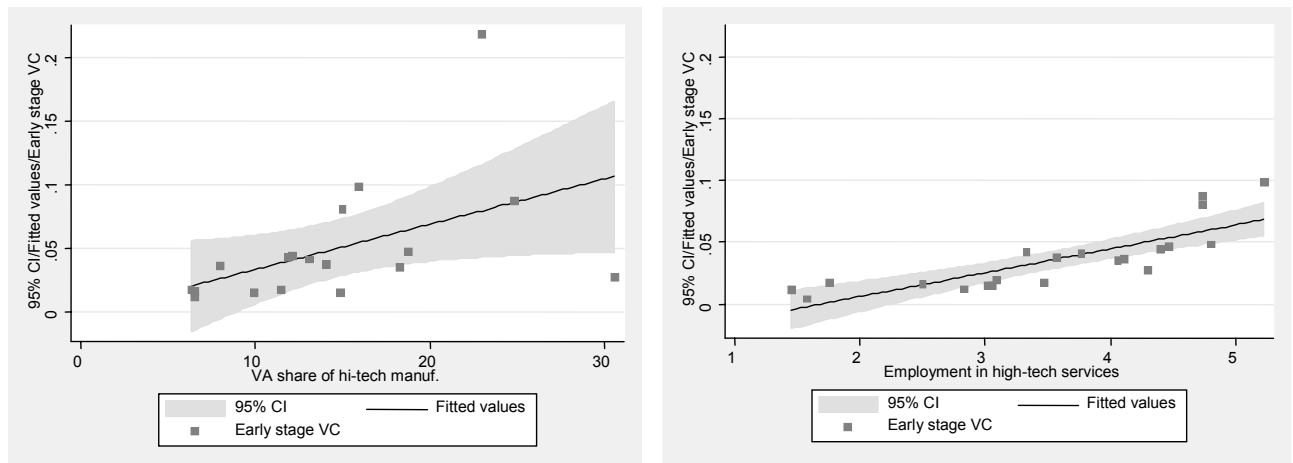 95% CI/Fitted values/Early stage VC
.2
.15
.1
.05
0
0 10 20 30
VA share of hi-tech manuf.
95% CI Fitted values
Early stage VC
95% CI/Fitted values/Early stage VC
.2
.15
.1
.05
0
1 2 3 4 5
Employment in high-tech services
95% CI Fitted values
Early stage VC